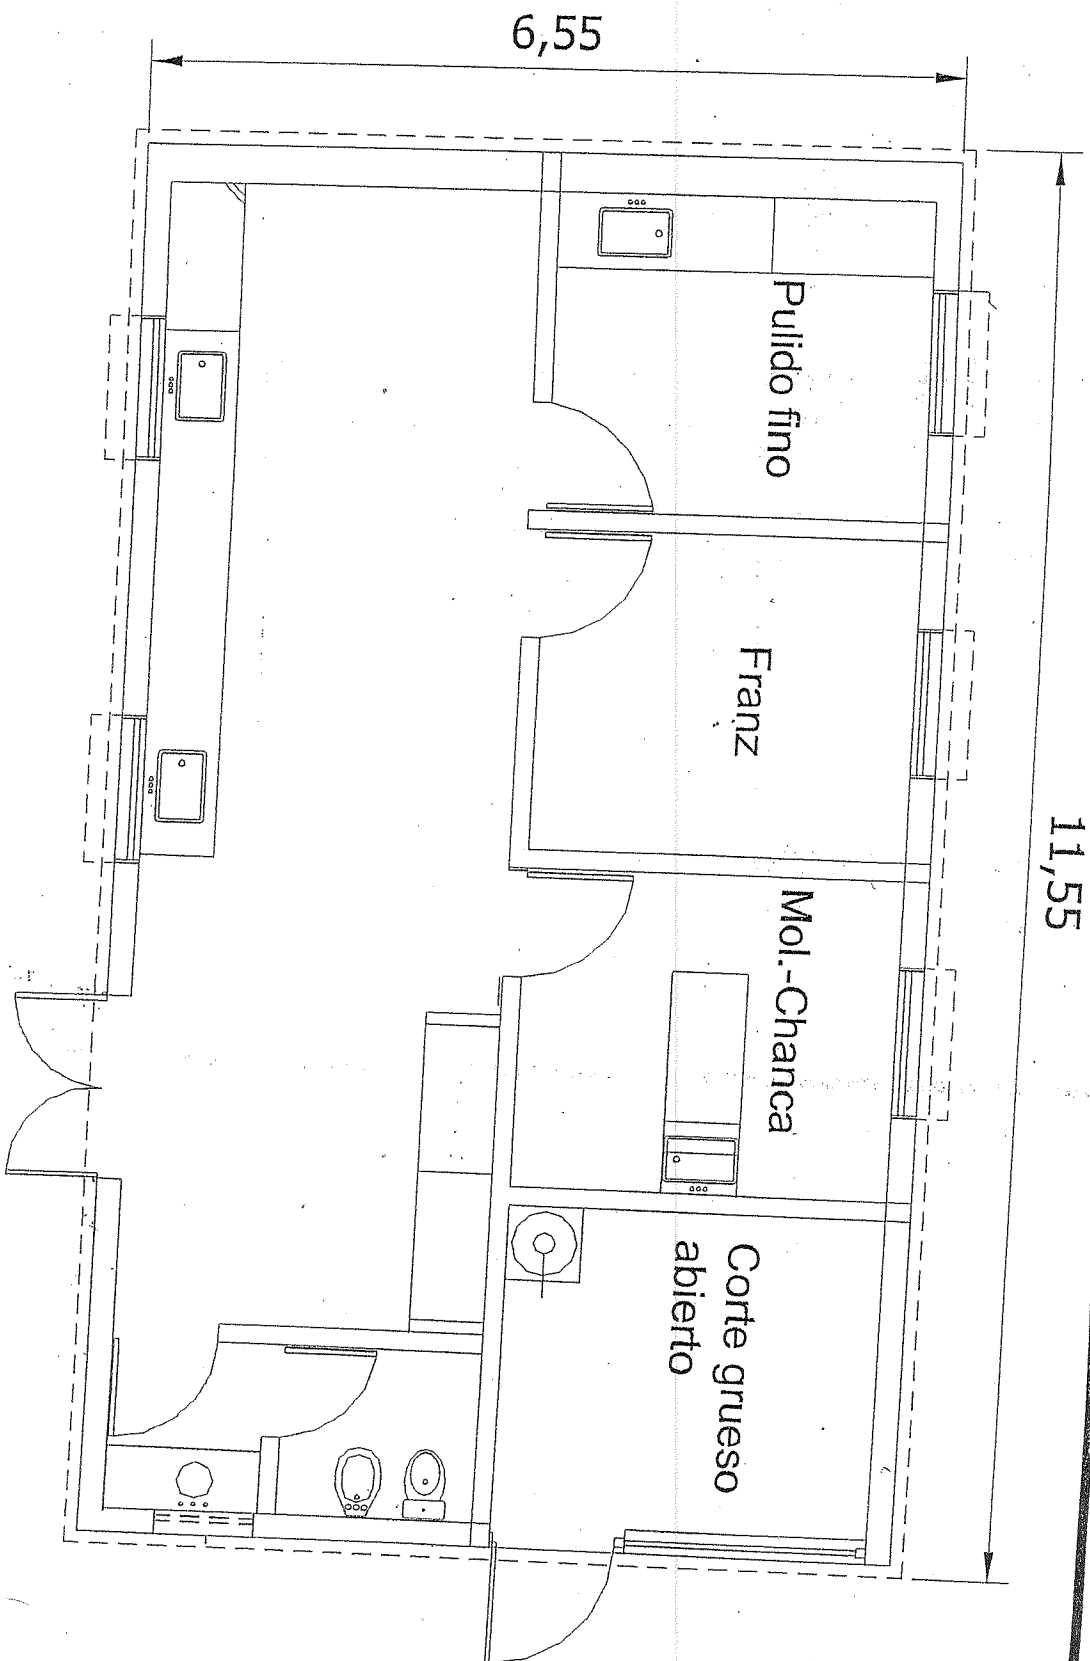 6,55
11,55
Pulido fino
Franz
Mol.-Chanca
Corte grueso
abierto